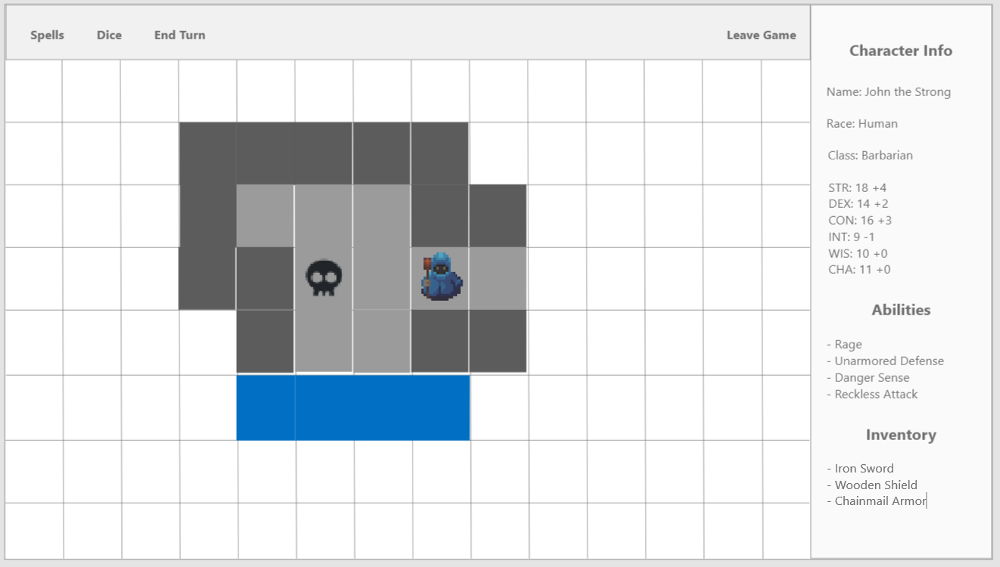 Spells Dice End Turn Leave Game
Character Info
Name: John the Strong
Race: Human
Class: Barbarian
STR: 18 +4
DEX: 14 +2
CON: 16 +3
INT: 9 -1
WIS: 10 +0
CHA: 11 +0
Abilities
- Rage
- Unarmored Defense
- Danger Sense
- Reckless Attack
Inventory
- Iron Sword
- Wooden Shield
- Chainmail Armor